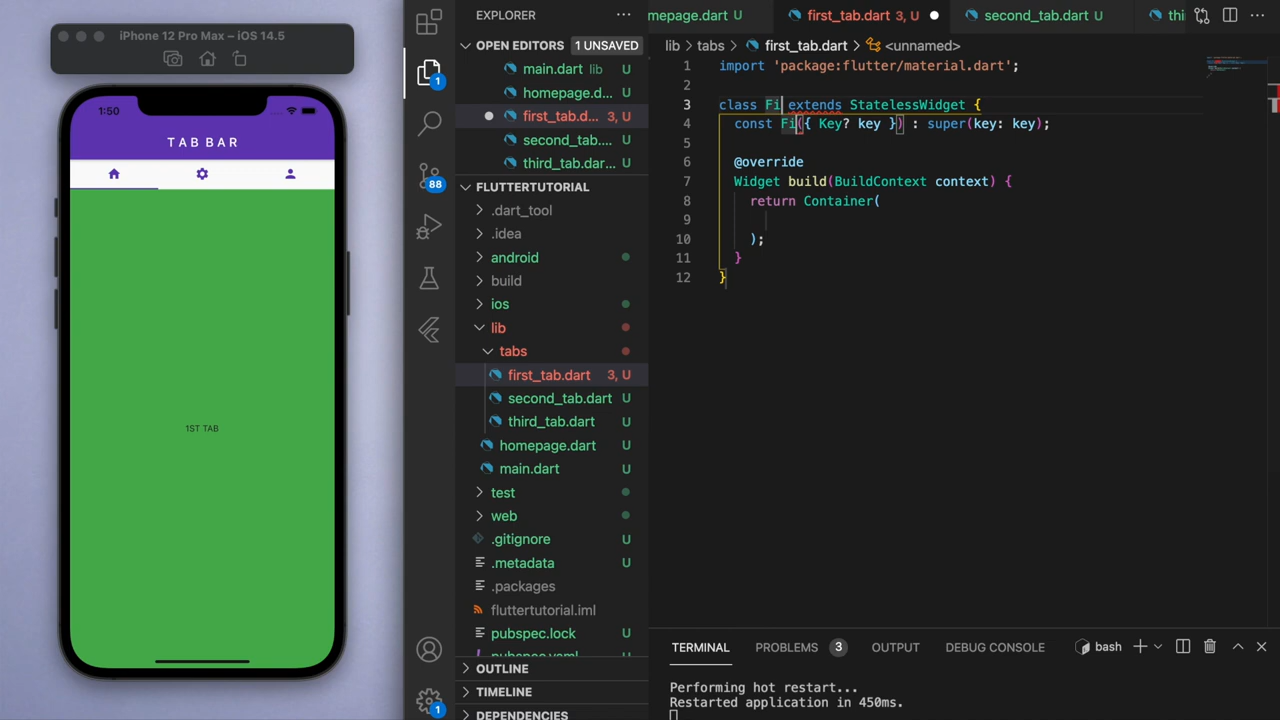 iPhone 12 Pro Max – iOS 14.5
1:50
TAB BAR
1ST TAB
1
88
1
EXPLORER
OPEN EDITORS 1 UNSAVED
main.dart lib U
homepage.d... U
first_tab.d... 3, U
second_tab.... U
third_tab.dar... U
FLUTTERTUTORIAL
.dart_tool
.idea
android
build
ios
lib
tabs
first_tab.dart 3, U
second_tab.dart U
third_tab.dart U
homepage.dart U
main.dart U
test
web
.gitignore U
.metadata U
.packages
fluttertutorial.iml
pubspec.lock U
OUTLINE
TIMELINE
DEPENDENCIES
mepage.dart U first_tab.dart 3, U second_tab.dart U thi
lib > tabs > first_tab.dart > <unnamed>
1 import 'package:flutter/material.dart';
2
3 class Fi extends StatelessWidget {
4 const Fi({ Key? key }) : super(key: key);
5
6 @override
7 Widget build(BuildContext context) {
8 return Container(
9
10 );
11 }
12 }
TERMINAL PROBLEMS 3 OUTPUT DEBUG CONSOLE bash
Performing hot restart...
Restarted application in 450ms.